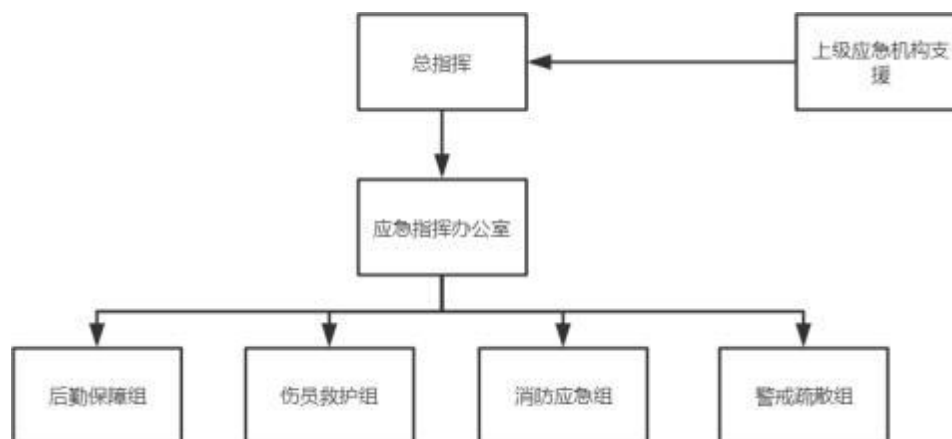 总指挥
上级应急机构支
援
应急指挥办公室
后勤保障组
伤员救护组
消防应急组
警戒疏散组